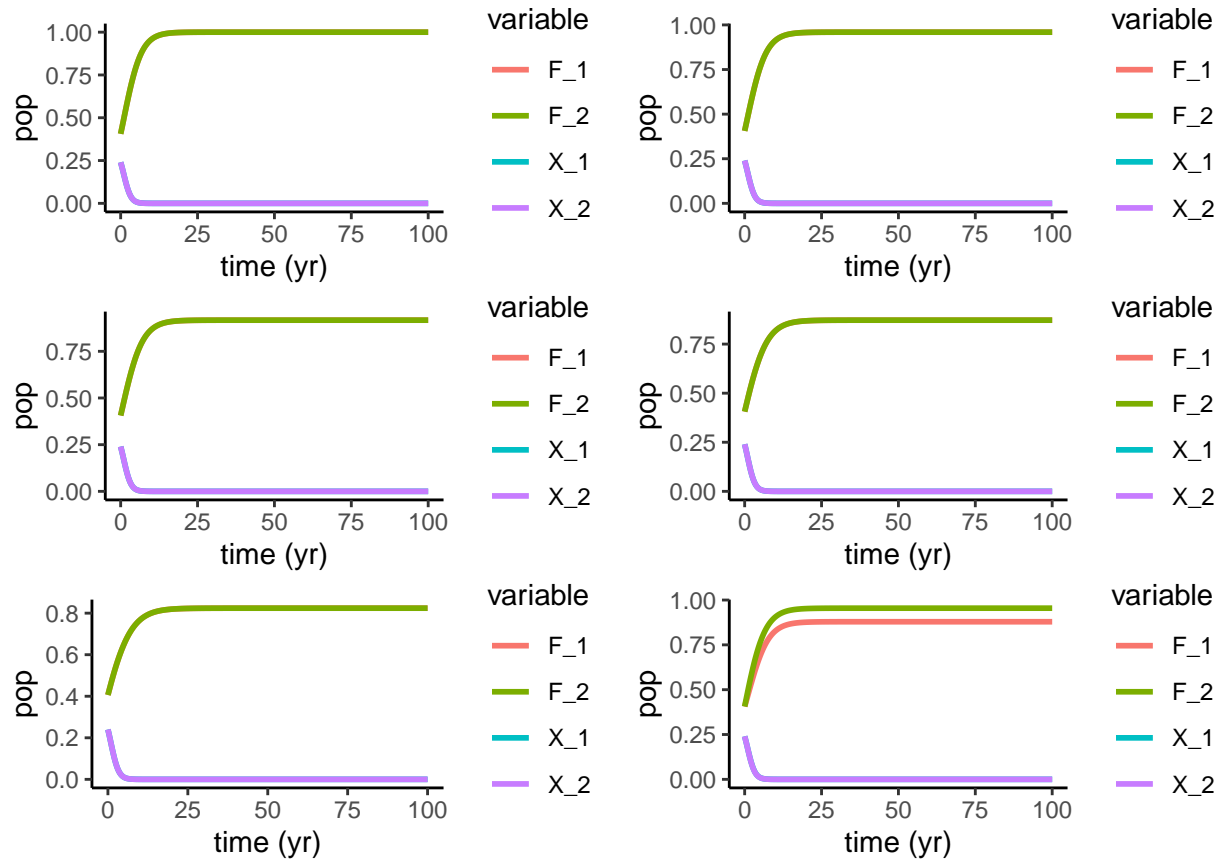 variable
1.00
0.75
0.50
0.25
0.00
pop
0 25 50 75 100
time (yr)
F_1
F_2
X_1
X_2
variable
1.00
0.75
0.50
0.25
0.00
pop
0 25 50 75 100
time (yr)
F_1
F_2
X_1
X_2
variable
0.75
0.50
0.25
0.00
pop
0 25 50 75 100
time (yr)
F_1
F_2
X_1
X_2
variable
0.75
0.50
0.25
0.00
pop
0 25 50 75 100
time (yr)
F_1
F_2
X_1
X_2
variable
0.8
0.6
0.4
0.2
0.0
pop
0 25 50 75 100
time (yr)
F_1
F_2
X_1
X_2
variable
1.00
0.75
0.50
0.25
0.00
pop
0 25 50 75 100
time (yr)
F_1
F_2
X_1
X_2